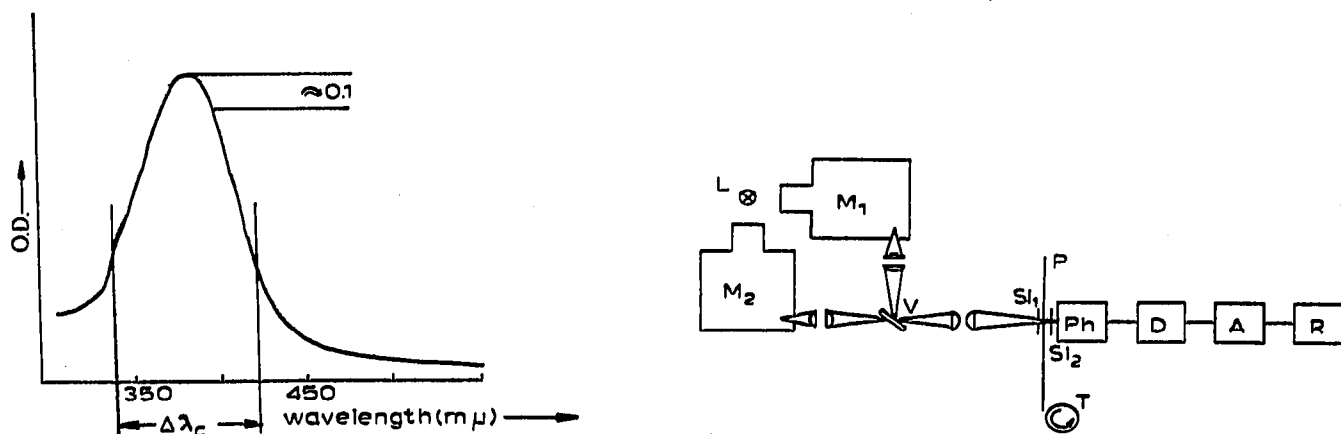 ≈0.1
O.D.
350 450
wavelength (mμ)
Δλc
L
M1
M2
V
P
Sl1
Sl2
Ph D A R
T